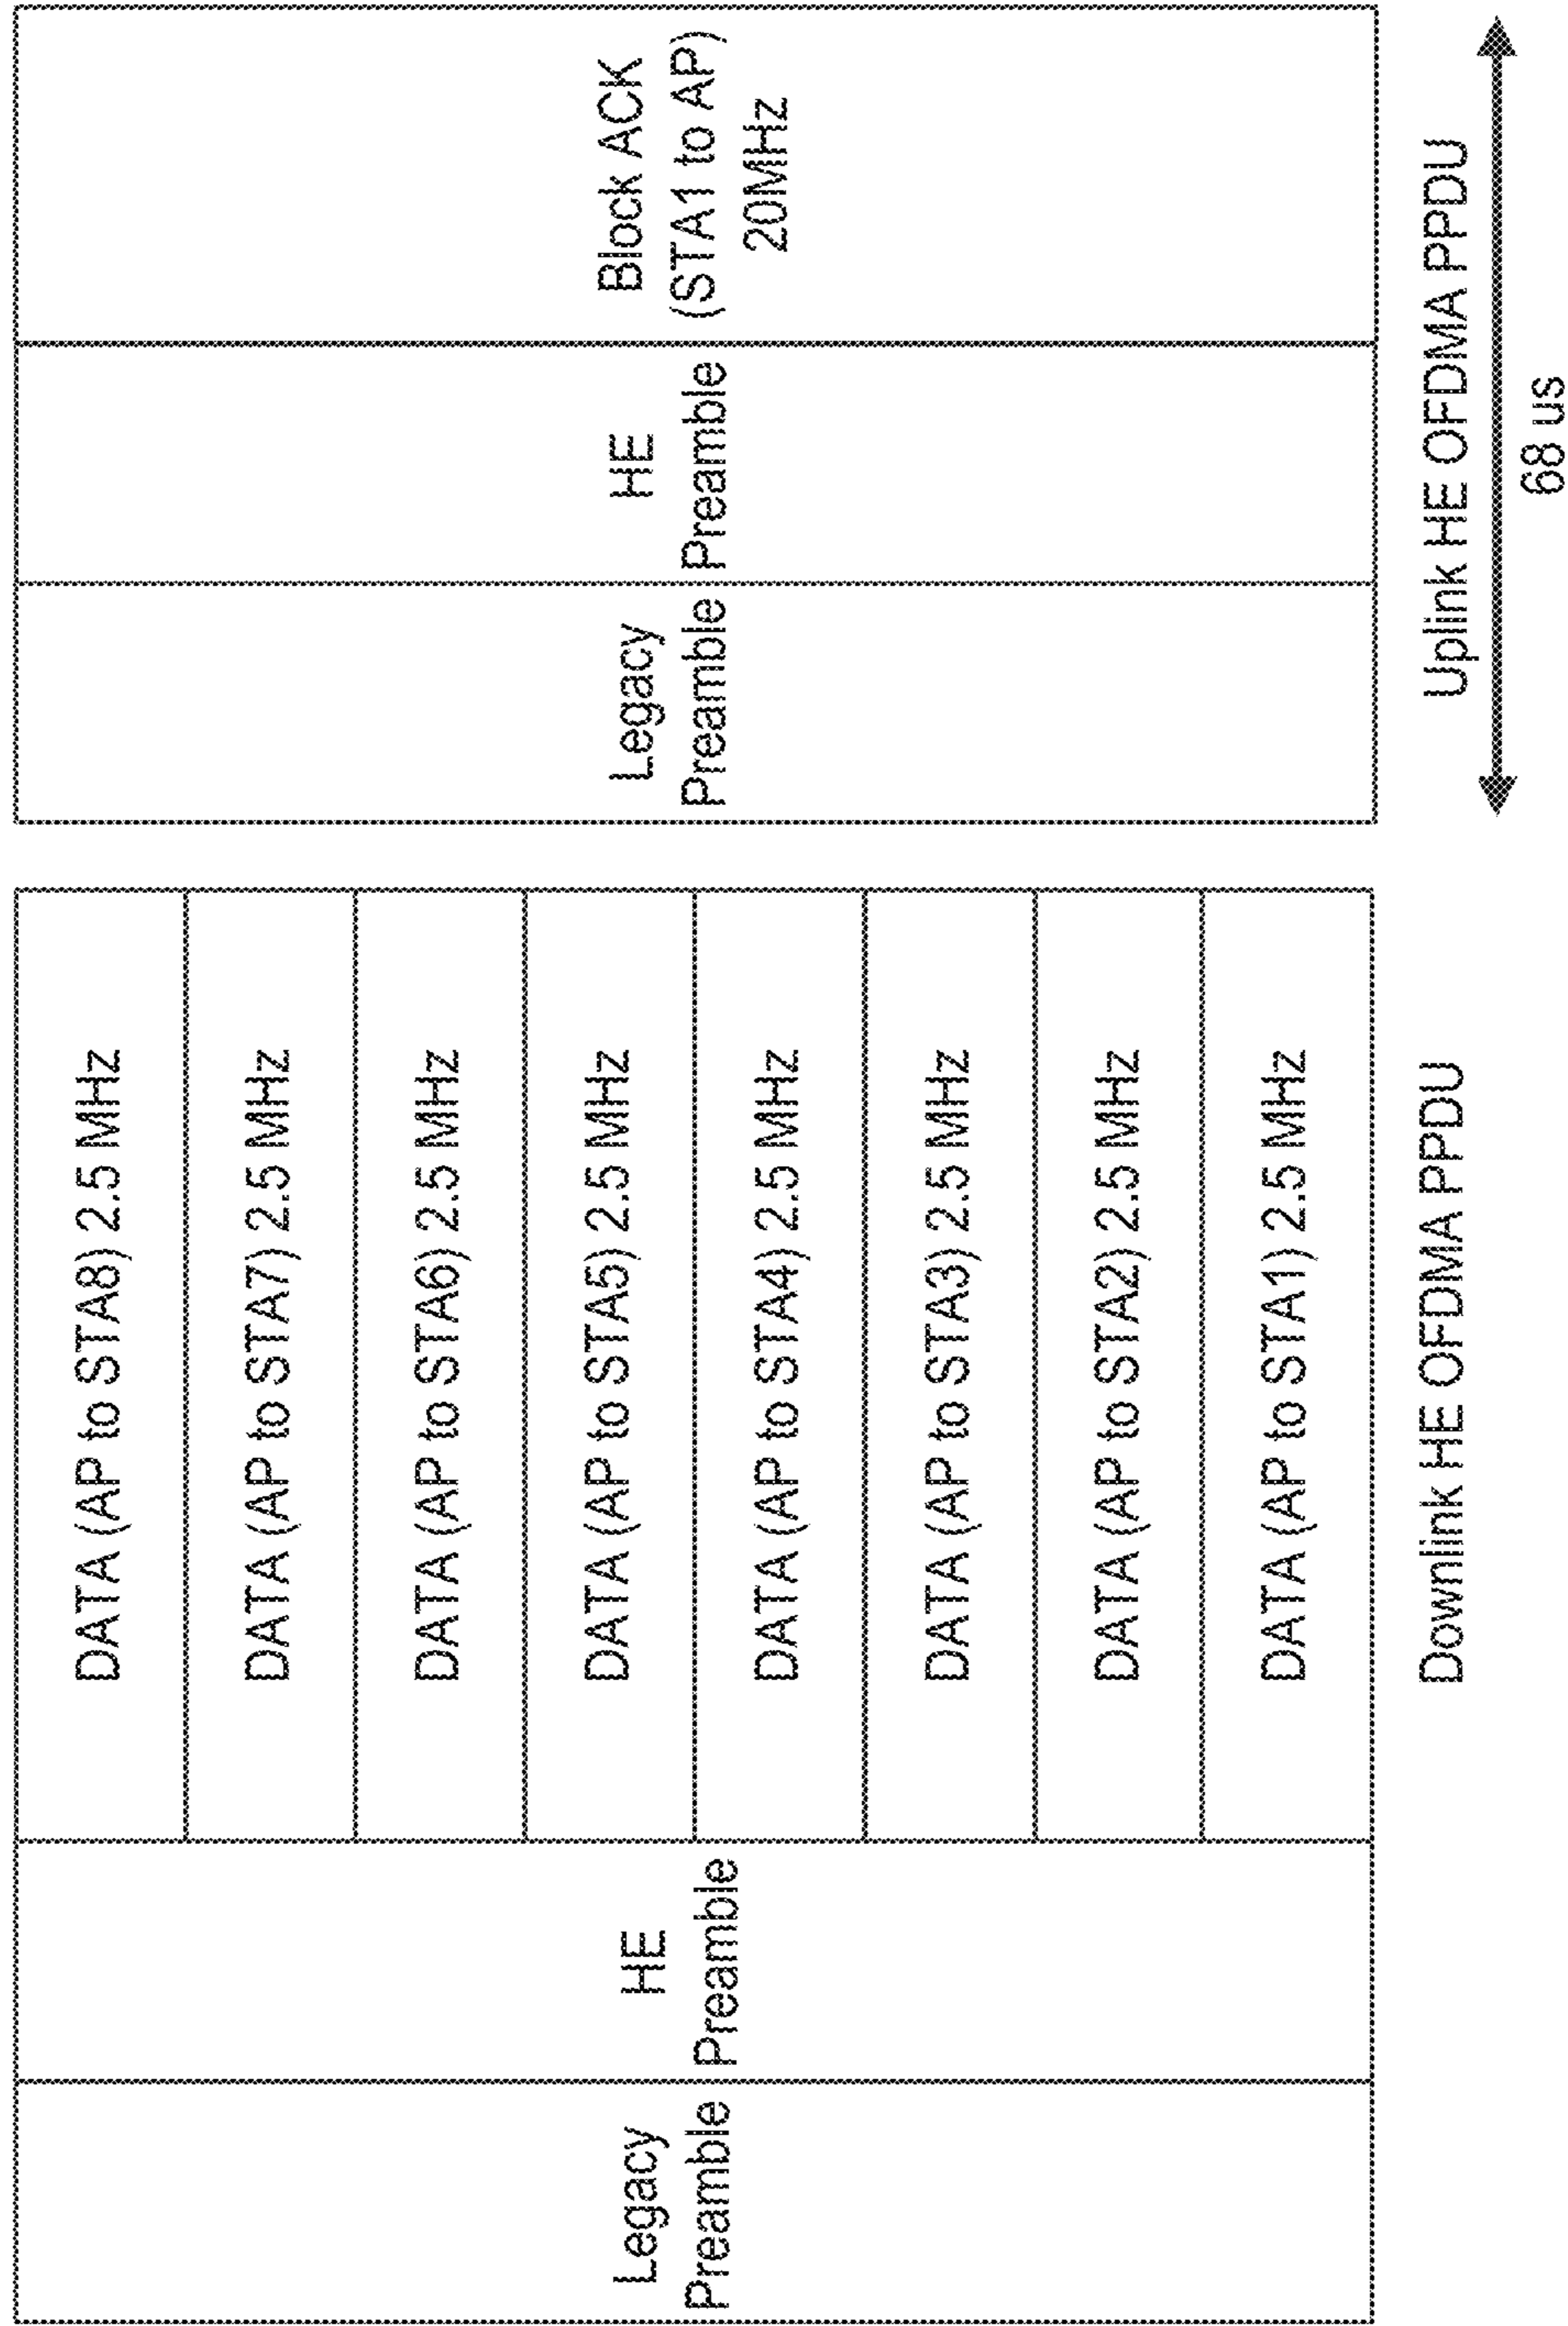 Legacy
Preamble
HE
Preamble
DATA (AP to STA8) 2.5 MHz
DATA (AP to STA7) 2.5 MHz
DATA (AP to STA6) 2.5 MHz
DATA (AP to STA5) 2.5 MHz
DATA (AP to STA4) 2.5 MHz
DATA (AP to STA3) 2.5 MHz
DATA (AP to STA2) 2.5 MHz
DATA (AP to STA1) 2.5 MHz
Downlink HE OFDMA PPDU
Legacy
Preamble
HE
Preamble
Block ACK
(STA1 to AP)
20MHz
Uplink HE OFDMA PPDU
68 us